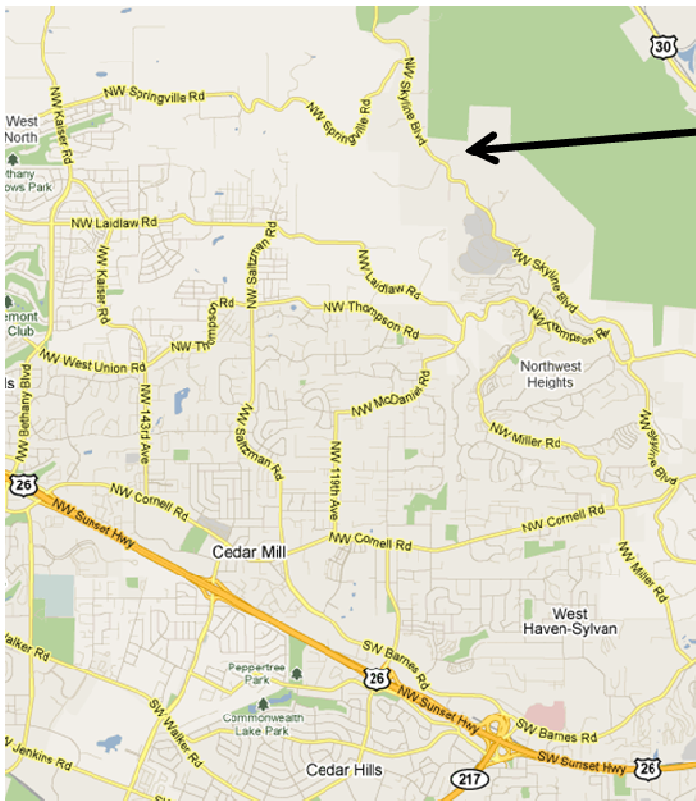 30
NW Springville Rd
NW Skyline Blvd
NW Springville Rd
NW Kaiser Rd
West
North
thany
ows Park
NW Laidlaw Rd
NW Saltzman Rd
NW Kaiser Rd
NW Skyline Blvd
NW Laidlaw Rd
NW Thompson Rd
NW Thompson Rd
NW Thompson R
emont
Club
NW West Union Rd
Northwest
Heights
ls
NW Bethany Blvd
NW 143rd Ave
NW McDaniel Rd
NW Saltzman Rd
NW 119th Ave
NW Miller Rd
NW Skyline Blvd
26
NW Cornell Rd
NW Sunset Hwy
NW Cornell Rd
NW Cornell Rd
Cedar Mill
NW Miller Rd
West
Haven-Sylvan
alker Rd
SW Barnes Rd
Peppertree
Park
26
NW Sunset Hwy
Commonwealth
Lake Park
SW Walker Rd
SW Barnes Rd
W Jenkins Rd
Cedar Hills
217
SW Sunset Hwy
26